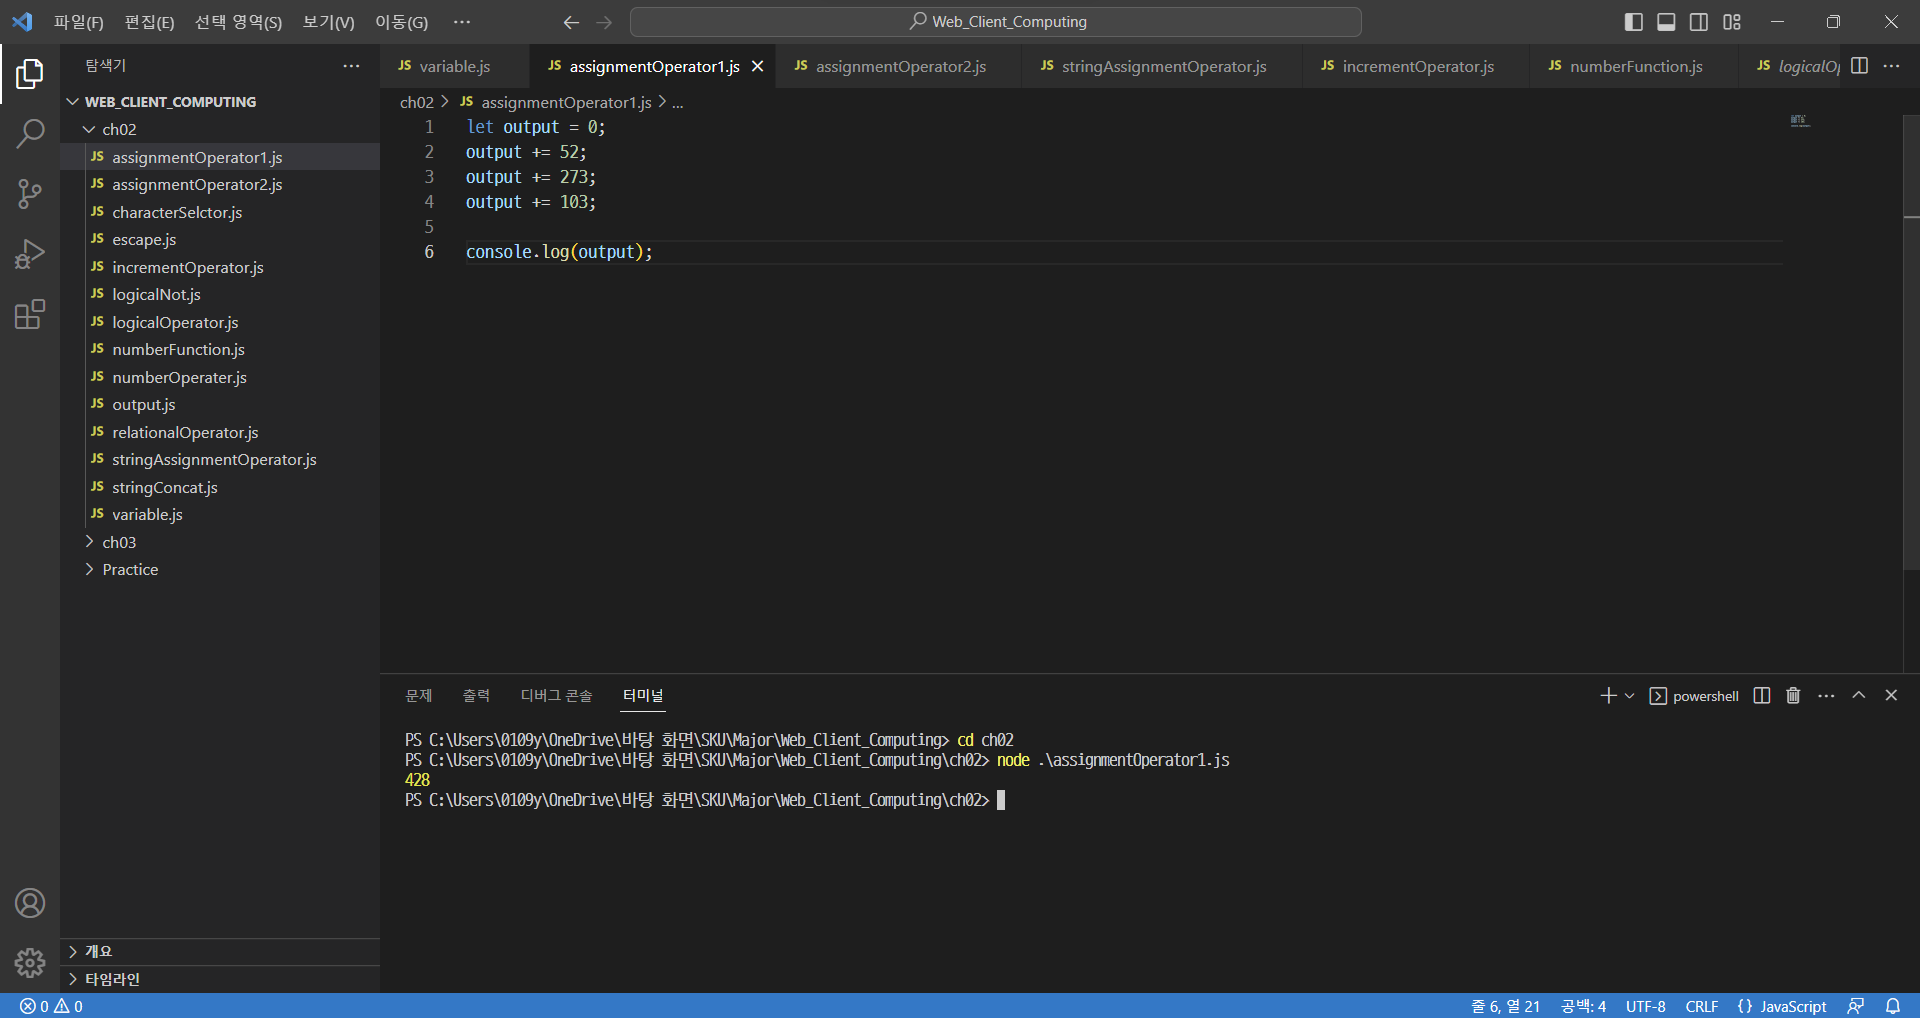 파일(F) 편집(E) 선택 영역(S) 보기(V) 이동(G) ··· Web_Client_Computing
탐색기 ···
WEB_CLIENT_COMPUTING
ch02
JS assignmentOperator1.js
JS assignmentOperator2.js
JS characterSelctor.js
JS escape.js
JS incrementOperator.js
JS logicalNot.js
JS logicalOperator.js
JS numberFunction.js
JS numberOperater.js
JS output.js
JS relationalOperator.js
JS stringAssignmentOperator.js
JS stringConcat.js
JS variable.js
ch03
Practice
개요
타임라인
JS variable.js JS assignmentOperator1.js JS assignmentOperator2.js JS stringAssignmentOperator.js JS incrementOperator.js JS numberFunction.js JS logicalOp
ch02 > JS assignmentOperator1.js > ...
1 let output = 0;
2 output += 52;
3 output += 273;
4 output += 103;
5
6 console.log(output);
문제 출력 디버그 콘솔 터미널 powershell
PS C:\Users\0109y\OneDrive\바탕 화면\SKU\Major\Web_Client_Computing> cd ch02
PS C:\Users\0109y\OneDrive\바탕 화면\SKU\Major\Web_Client_Computing\ch02> node .\assignmentOperator1.js
428
PS C:\Users\0109y\OneDrive\바탕 화면\SKU\Major\Web_Client_Computing\ch02>
0 0 줄 6, 열 21 공백: 4 UTF-8 CRLF {} JavaScript